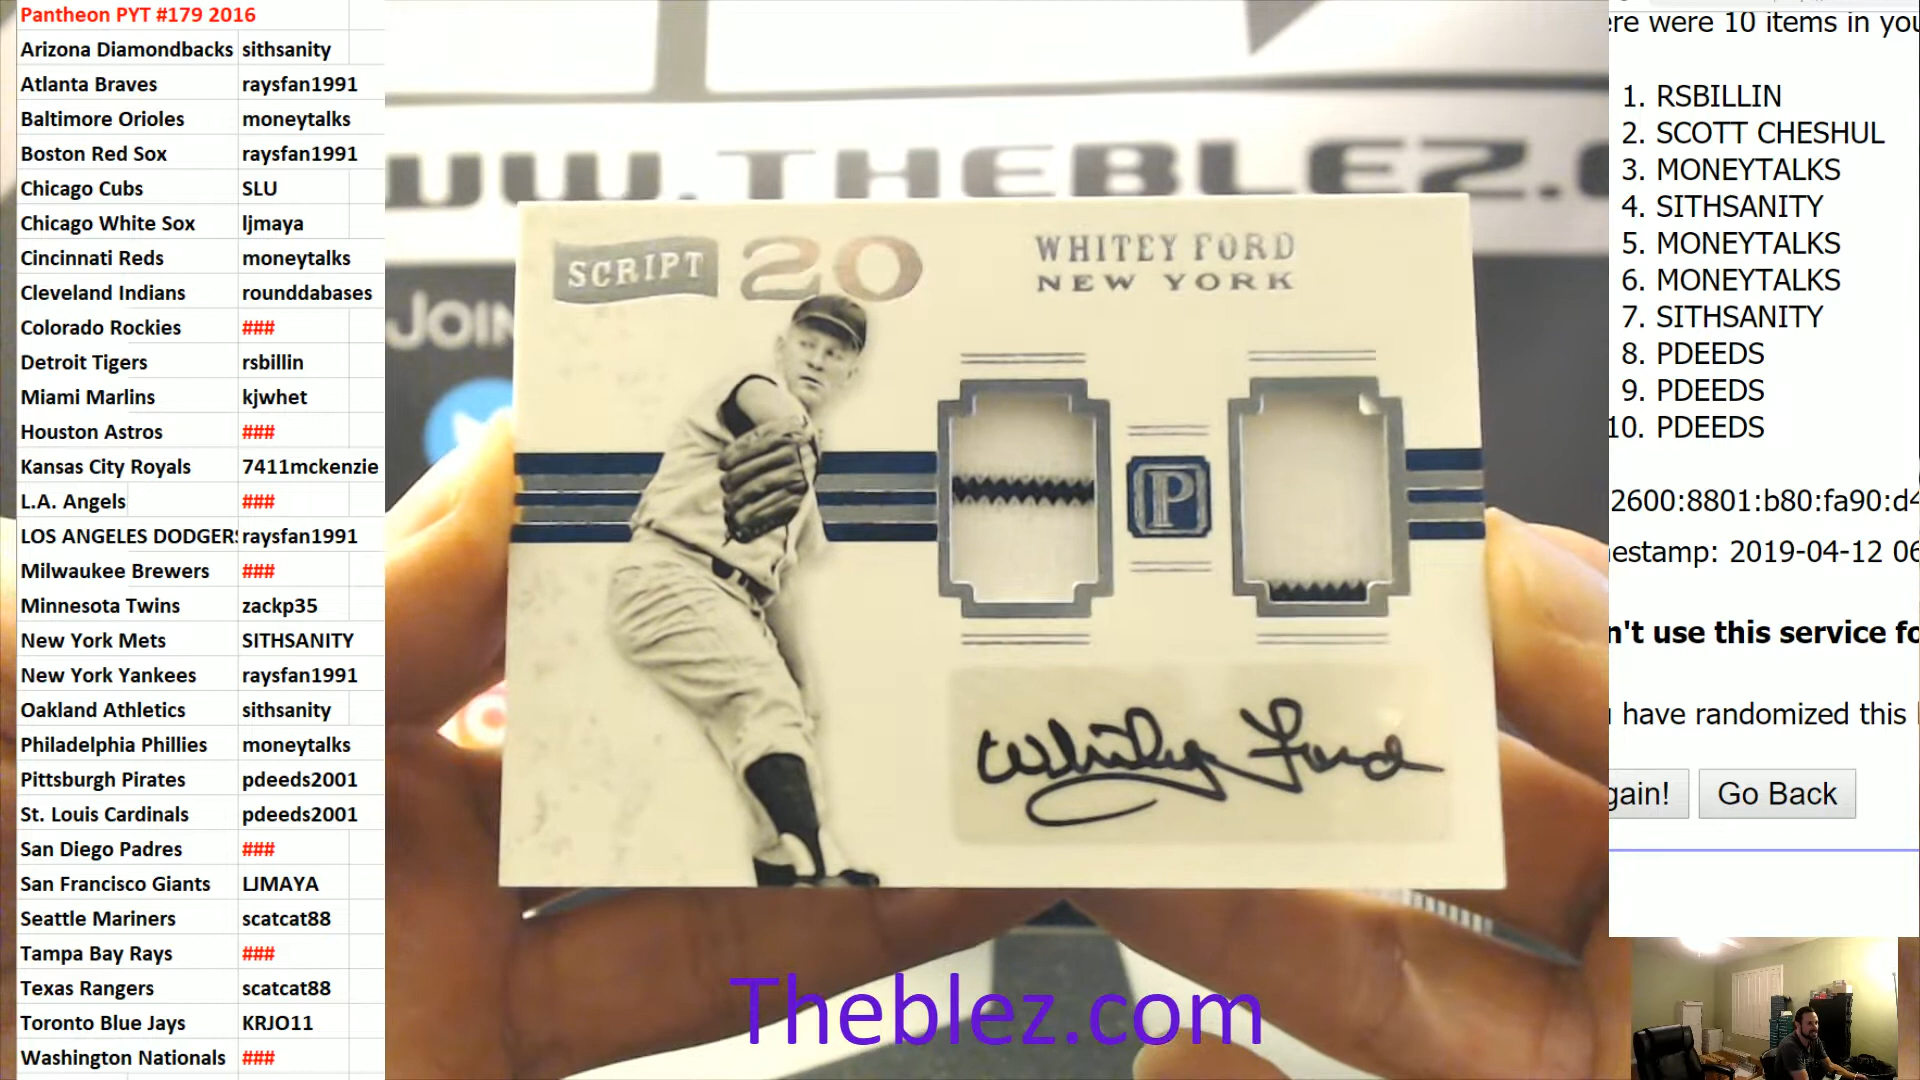 Pantheon PYT #179 2016
Arizona Diamondbacks sithsanity
Atlanta Braves raysfan1991
Baltimore Orioles moneytalks
Boston Red Sox raysfan1991
Chicago Cubs SLU
Chicago White Sox ljmaya
Cincinnati Reds moneytalks
Cleveland Indians rounddabases
Colorado Rockies ###
Detroit Tigers rsbillin
Miami Marlins kjwhet
Houston Astros ###
Kansas City Royals 7411mckenzie
L.A. Angels ###
LOS ANGELES DODGERS raysfan1991
Milwaukee Brewers ###
Minnesota Twins zackp35
New York Mets SITHSANITY
New York Yankees raysfan1991
Oakland Athletics sithsanity
Philadelphia Phillies moneytalks
Pittsburgh Pirates pdeeds2001
St. Louis Cardinals pdeeds2001
San Diego Padres ###
San Francisco Giants LJMAYA
Seattle Mariners scatcat88
Tampa Bay Rays ###
Texas Rangers scatcat88
Toronto Blue Jays KRJO11
Washington Nationals ###
WW.THEBLEZ.
JOIN
SCRIPT 20
WHITEY FORD
NEW YORK
P
Whitey Ford
Theblez.com
ere were 10 items in you
1. RSBILLIN
2. SCOTT CHESHUL
3. MONEYTALKS
4. SITHSANITY
5. MONEYTALKS
6. MONEYTALKS
7. SITHSANITY
8. PDEEDS
9. PDEEDS
10. PDEEDS
2600:8801:b80:fa90:d4
estamp: 2019-04-12 06
n't use this service fo
have randomized this
gain! Go Back